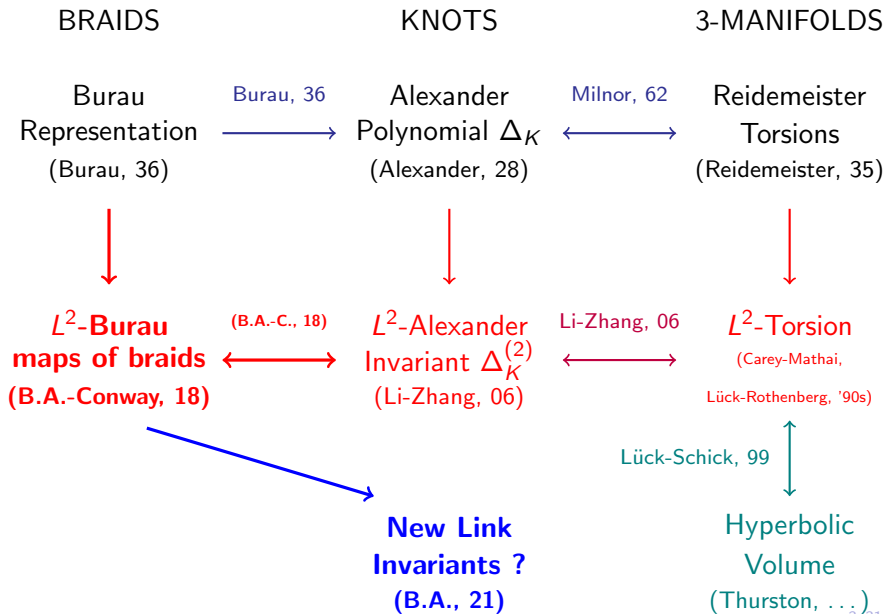 BRAIDS KNOTS 3-MANIFOLDS
Burau
Representation
(Burau, 36)
Burau, 36
Alexander
Polynomial Δ_K
(Alexander, 28)
Milnor, 62
Reidemeister
Torsions
(Reidemeister, 35)
L²-Burau
maps of braids
(B.A.-Conway, 18)
(B.A.-C., 18)
L²-Alexander
Invariant Δ_K^(2)
(Li-Zhang, 06)
Li-Zhang, 06
L²-Torsion
(Carey-Mathai,
Lück-Rothenberg, '90s)
Lück-Schick, 99
New Link
Invariants ?
(B.A., 21)
Hyperbolic
Volume
(Thurston, ...)